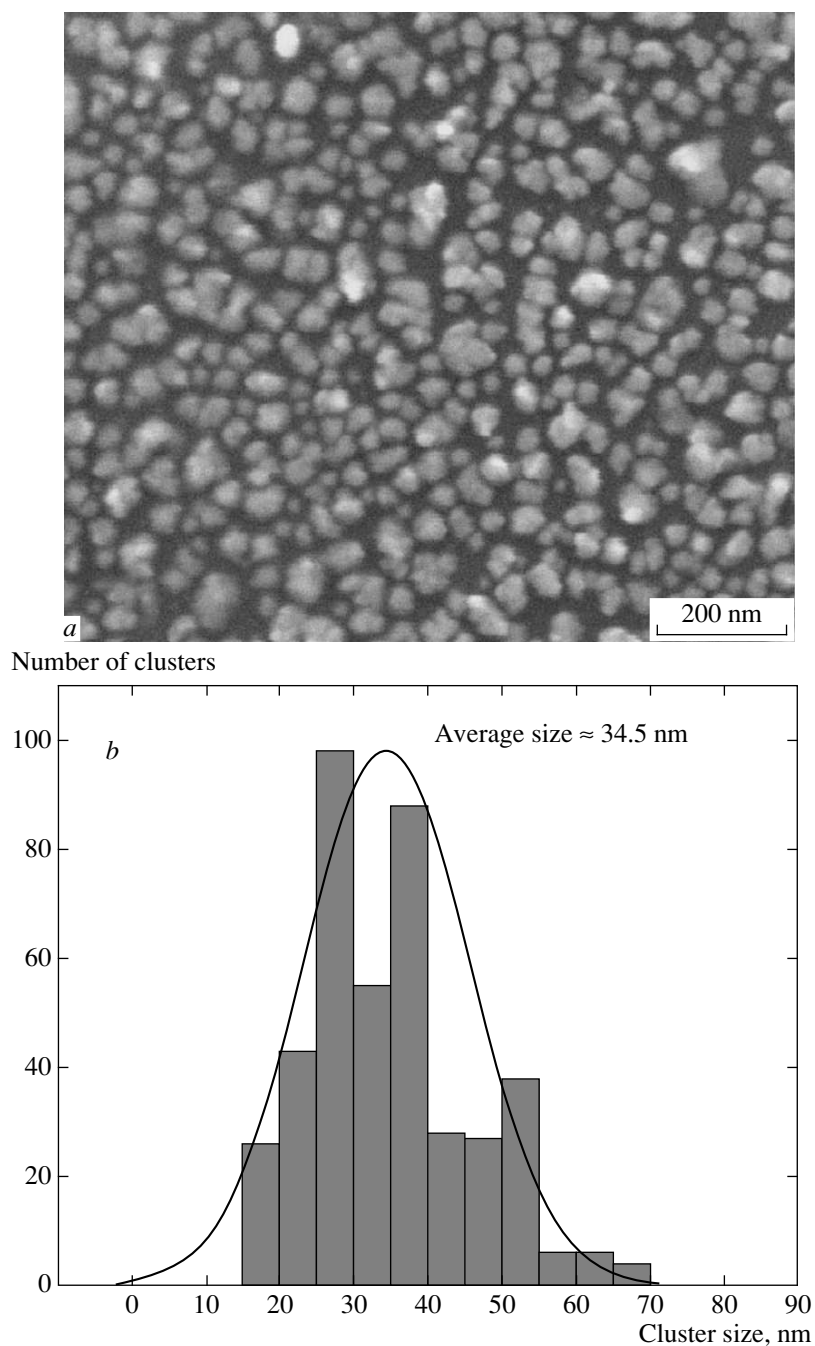 200 nm
a
Number of clusters
b
Average size ≈ 34.5 nm
100
80
60
40
20
0
0 10 20 30 40 50 60 70 80 90
Cluster size, nm